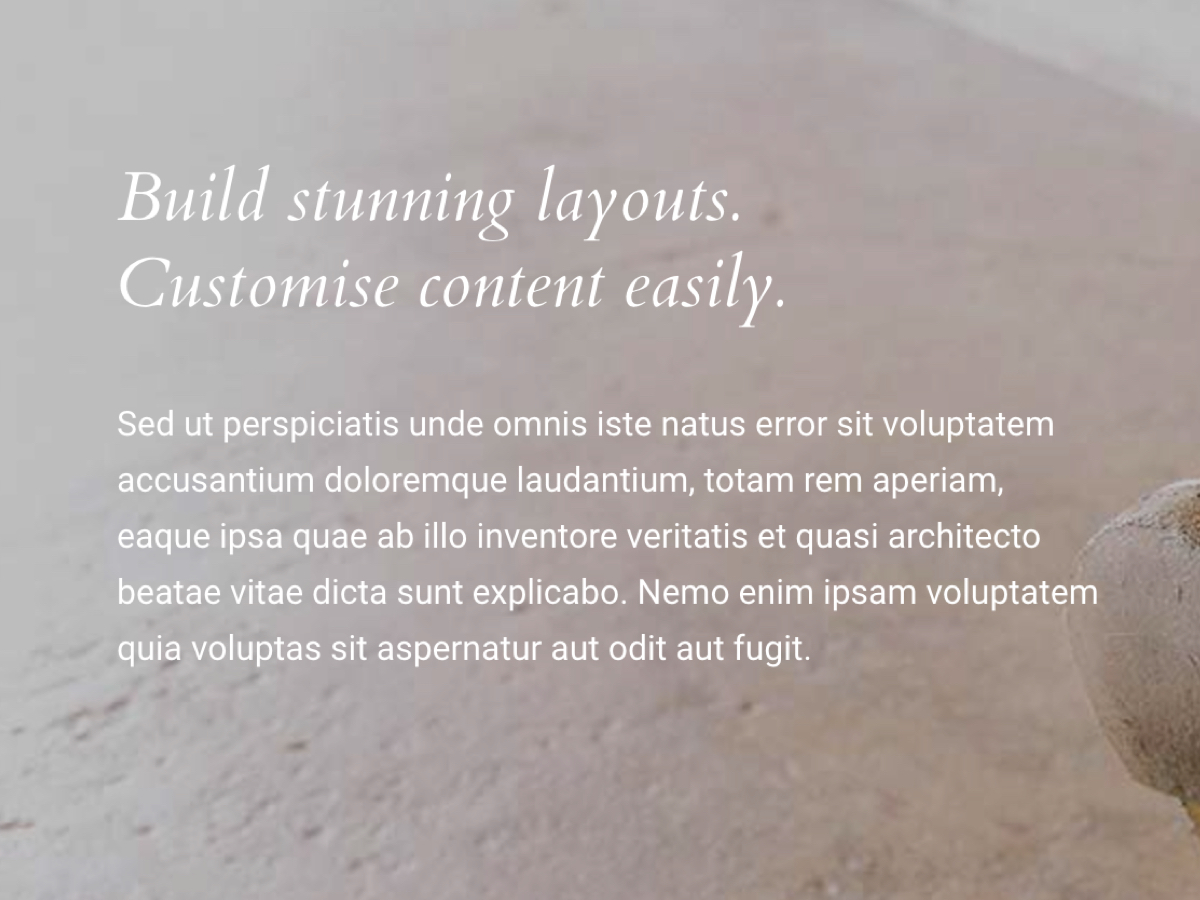 Build stunning layouts.
Customise content easily.
Sed ut perspiciatis unde omnis iste natus error sit voluptatem
accusantium doloremque laudantium, totam rem aperiam,
eaque ipsa quae ab illo inventore veritatis et quasi architecto
beatae vitae dicta sunt explicabo. Nemo enim ipsam voluptatem
quia voluptas sit aspernatur aut odit aut fugit.